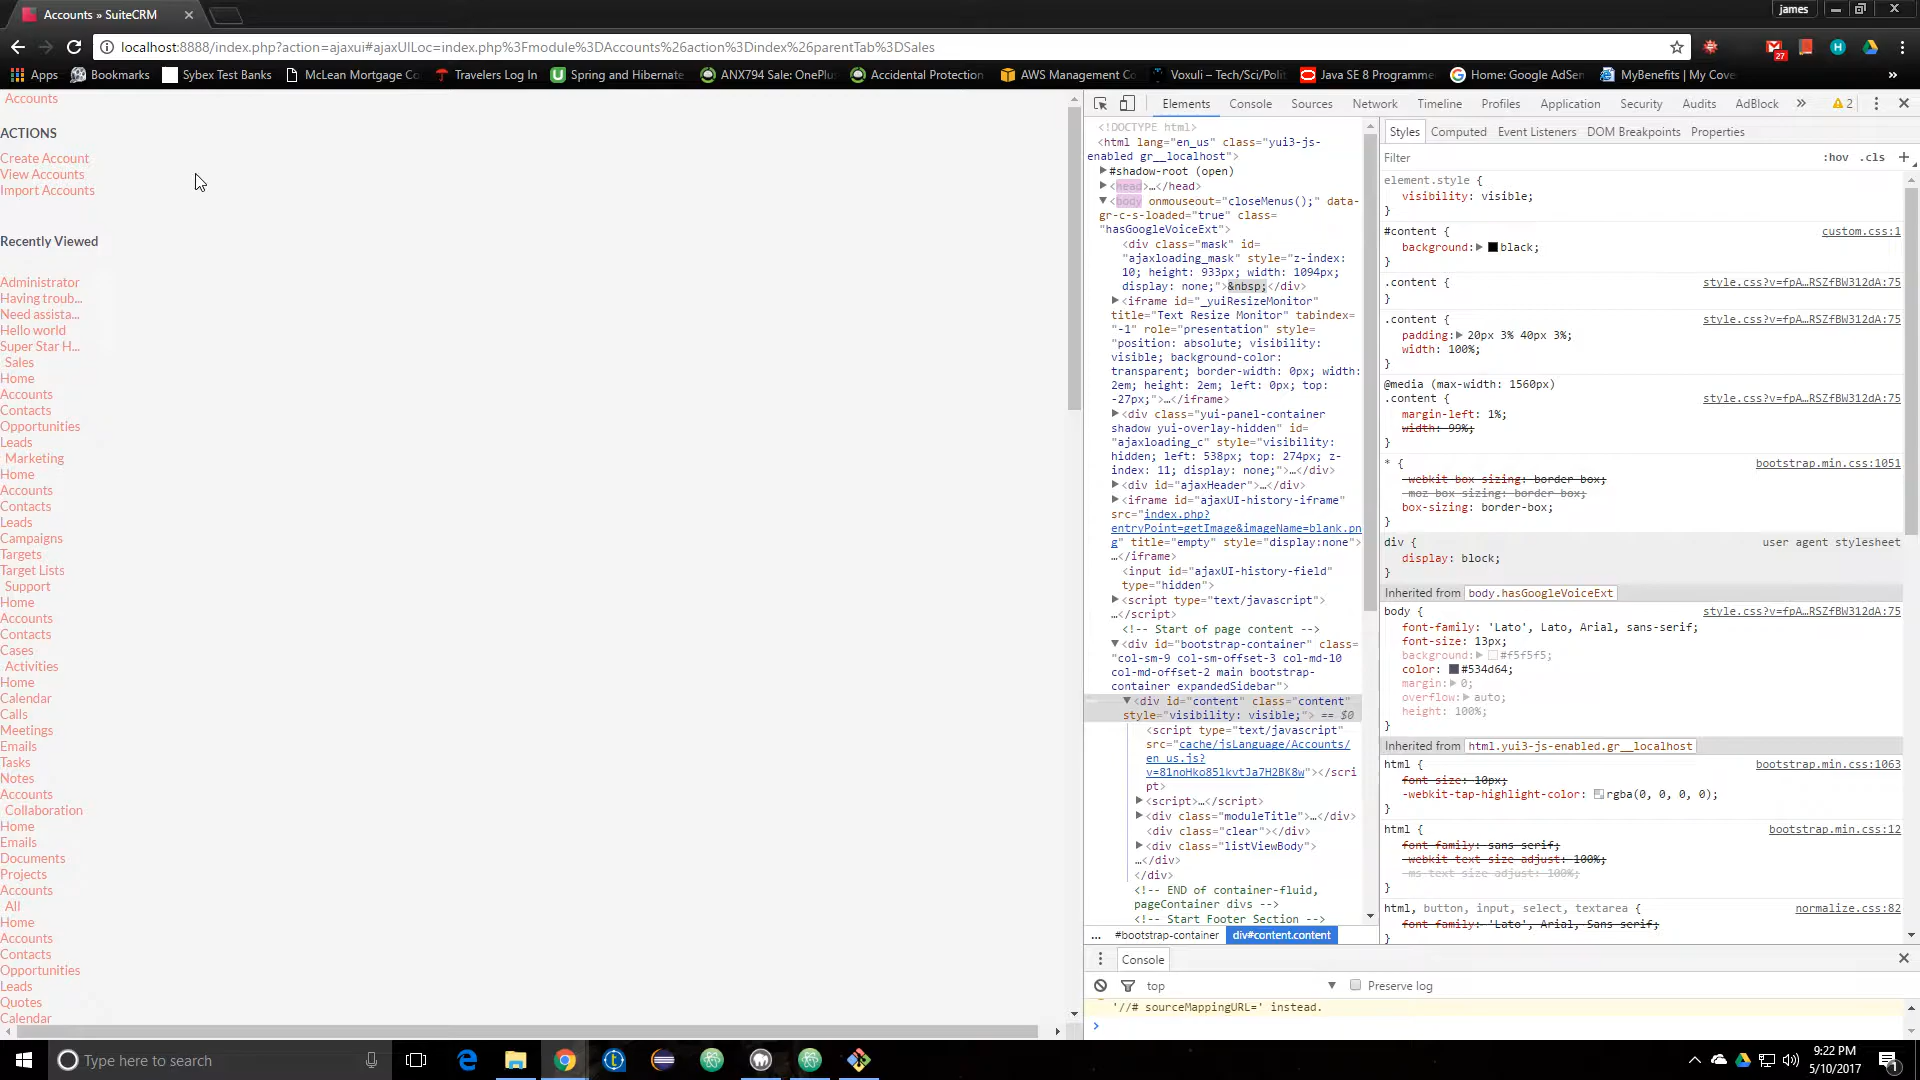 Accounts » SuiteCRM
james
localhost:8888/index.php?action=ajaxui#ajaxUILoc=index.php%3Fmodule%3DAccounts%26action%3Dindex%26parentTab%3DSales
27
Apps Bookmarks Sybex Test Banks McLean Mortgage Co Travelers Log In Spring and Hibernate ANX794 Sale: OnePlus Accidental Protection AWS Management Co Voxuli – Tech/Sci/Polit Java SE 8 Programme Home: Google AdSen MyBenefits | My Cove »
Accounts
ACTIONS
Create Account
View Accounts
Import Accounts
Recently Viewed
Administrator
Having troub...
Need assista...
Hello world
Super Star H...
Sales
Home
Accounts
Contacts
Opportunities
Leads
Marketing
Home
Accounts
Contacts
Leads
Campaigns
Targets
Target Lists
Support
Home
Accounts
Contacts
Cases
Activities
Home
Calendar
Calls
Meetings
Emails
Tasks
Notes
Accounts
Collaboration
Home
Emails
Documents
Projects
Accounts
All
Home
Accounts
Contacts
Opportunities
Leads
Quotes
Calendar
Elements Console Sources Network Timeline Profiles Application Security Audits AdBlock » 2
<!DOCTYPE html>
<html lang="en_us" class="yui3-js-
enabled gr__localhost">
#shadow-root (open)
<head>…</head>
<body onmouseout="closeMenus();" data-
gr-c-s-loaded="true" class=
"hasGoogleVoiceExt">
<div class="mask" id=
"ajaxloading_mask" style="z-index:
10; height: 933px; width: 1094px;
display: none;">&nbsp;</div>
<iframe id="_yuiResizeMonitor"
title="Text Resize Monitor" tabindex=
"-1" role="presentation" style=
"position: absolute; visibility:
visible; background-color:
transparent; border-width: 0px; width:
2em; height: 2em; left: 0px; top:
-27px;">…</iframe>
<div class="yui-panel-container
shadow yui-overlay-hidden" id=
"ajaxloading_c" style="visibility:
hidden; left: 538px; top: 274px; z-
index: 11; display: none;">…</div>
<div id="ajaxHeader">…</div>
<iframe id="ajaxUI-history-iframe"
src="index.php?
entryPoint=getImage&imageName=blank.pn
g" title="empty" style="display:none">
…</iframe>
<input id="ajaxUI-history-field"
type="hidden">
<script type="text/javascript">
…</script>
<!-- Start of page content -->
<div id="bootstrap-container" class=
"col-sm-9 col-sm-offset-3 col-md-10
col-md-offset-2 main bootstrap-
container expandedSidebar">
<div id="content" class="content"
style="visibility: visible;"> == $0
<script type="text/javascript"
src="cache/jsLanguage/Accounts/
en_us.js?
v=81noHko85lkvtJa7H2BK8w"></scri
pt>
<script>…</script>
<div class="moduleTitle">…</div>
<div class="clear"></div>
<div class="listViewBody">
…</div>
</div>
<!-- END of container-fluid,
pageContainer divs -->
<!-- Start Footer Section -->
... #bootstrap-container div#content.content
Styles Computed Event Listeners DOM Breakpoints Properties
Filter :hov .cls +
element.style {
visibility: visible;
}
#content { custom.css:1
background: black;
}
.content { style.css?v=fpA…RSZfBW312dA:75
}
.content { style.css?v=fpA…RSZfBW312dA:75
padding: 20px 3% 40px 3%;
width: 100%;
}
@media (max-width: 1560px)
.content { style.css?v=fpA…RSZfBW312dA:75
margin-left: 1%;
width: 99%;
}
* { bootstrap.min.css:1051
-webkit-box-sizing: border-box;
-moz-box-sizing: border-box;
box-sizing: border-box;
}
div { user agent stylesheet
display: block;
}
Inherited from body.hasGoogleVoiceExt
body { style.css?v=fpA…RSZfBW312dA:75
font-family: 'Lato', Lato, Arial, sans-serif;
font-size: 13px;
background: #f5f5f5;
color: #534d64;
margin: 0;
overflow: auto;
height: 100%;
}
Inherited from html.yui3-js-enabled.gr__localhost
html { bootstrap.min.css:1063
font-size: 10px;
-webkit-tap-highlight-color: rgba(0, 0, 0, 0);
}
html { bootstrap.min.css:12
font-family: sans-serif;
-webkit-text-size-adjust: 100%;
-ms-text-size-adjust: 100%;
}
html, button, input, select, textarea { normalize.css:82
font-family: 'Lato', Arial, Sans-serif;
Console
top Preserve log
'//# sourceMappingURL=' instead.
Type here to search
9:22 PM
5/10/2017